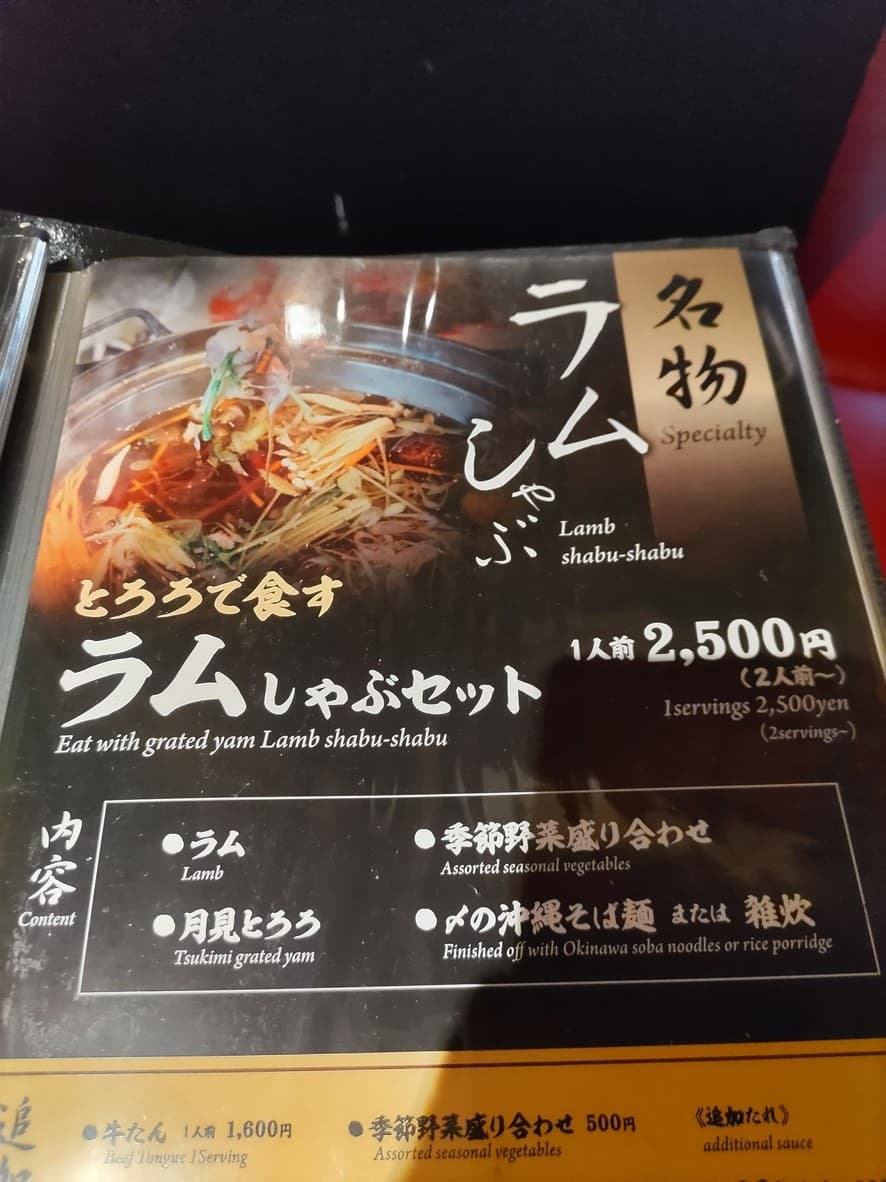 名物
Specialty
ラムしゃぶ
Lamb
shabu-shabu
とろろで食す
ラムしゃぶセット
Eat with grated yam Lamb shabu-shabu
1人前 2,500円
(2人前～)
1servings 2,500yen
(2servings~)
内容
Content
●ラム
Lamb
●季節野菜盛り合わせ
Assorted seasonal vegetables
●月見とろろ
Tsukimi grated yam
●〆の沖縄そば麺 または 雑炊
Finished off with Okinawa soba noodles or rice porridge
追加
●牛たん 1人前 1,600円
Beef Tongue 1Serving
●季節野菜盛り合わせ 500円
Assorted seasonal vegetables
《追加たれ》
additional sauce